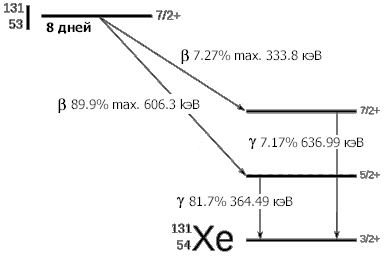 131
53 I
7/2+
8 дней
β 7.27% max. 333.8 кэВ
β 89.9% max. 606.3 kэВ
7/2+
γ 7.17% 636.99 кэВ
5/2+
γ 81.7% 364.49 кэВ
131
54 Xe
3/2+